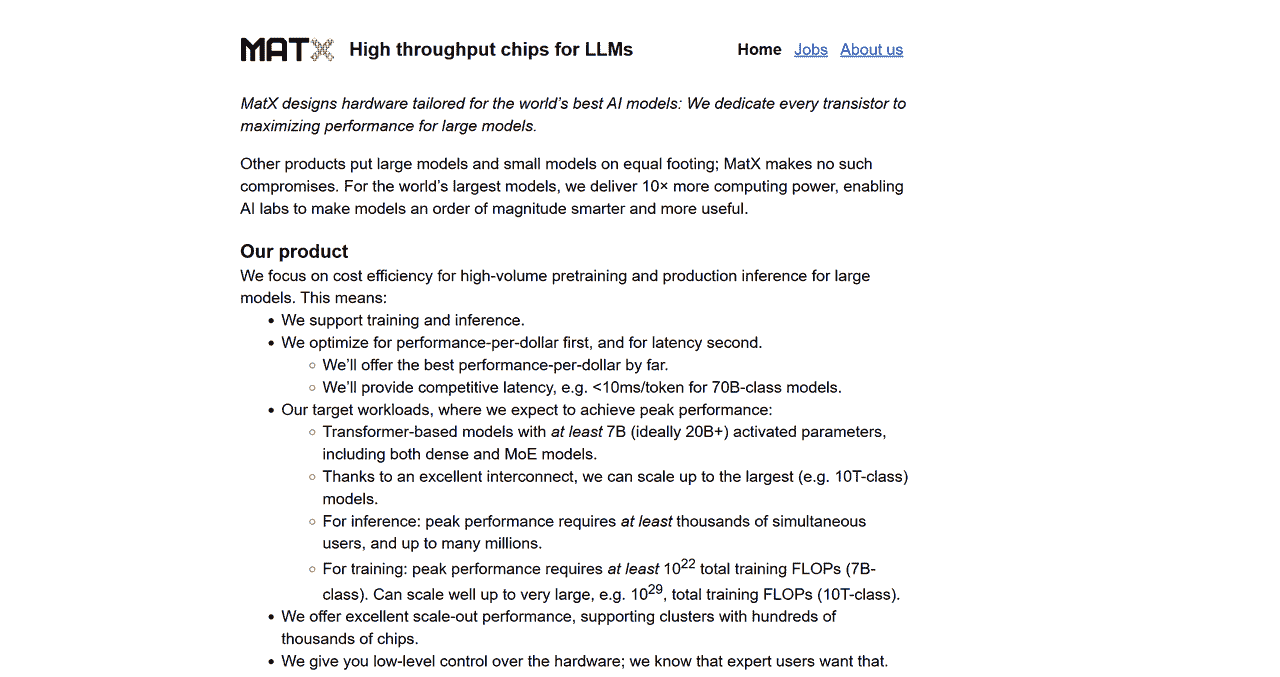 MATX High throughput chips for LLMs Home Jobs About us
MatX designs hardware tailored for the world’s best AI models: We dedicate every transistor to
maximizing performance for large models.
Other products put large models and small models on equal footing; MatX makes no such
compromises. For the world’s largest models, we deliver 10× more computing power, enabling
AI labs to make models an order of magnitude smarter and more useful.
Our product
We focus on cost efficiency for high-volume pretraining and production inference for large
models. This means:
• We support training and inference.
• We optimize for performance-per-dollar first, and for latency second.
◦ We’ll offer the best performance-per-dollar by far.
◦ We’ll provide competitive latency, e.g. <10ms/token for 70B-class models.
• Our target workloads, where we expect to achieve peak performance:
◦ Transformer-based models with at least 7B (ideally 20B+) activated parameters,
including both dense and MoE models.
◦ Thanks to an excellent interconnect, we can scale up to the largest (e.g. 10T-class)
models.
◦ For inference: peak performance requires at least thousands of simultaneous
users, and up to many millions.
◦ For training: peak performance requires at least 10²² total training FLOPs (7B-
class). Can scale well up to very large, e.g. 10²⁹, total training FLOPs (10T-class).
• We offer excellent scale-out performance, supporting clusters with hundreds of
thousands of chips.
• We give you low-level control over the hardware; we know that expert users want that.